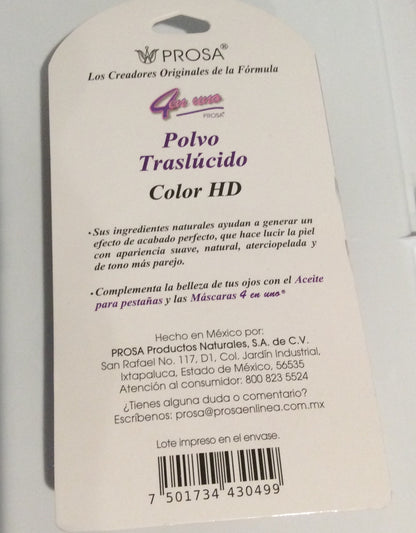 PROSA®
Los Creadores Originales de la Fórmula
4 en uno
PROSA®
Polvo
Traslúcido
Color HD
•Sus ingredientes naturales ayudan a generar un
efecto de acabado perfecto, que hace lucir la piel
con apariencia suave, natural, aterciopelada y
de tono más parejo.
•Complementa la belleza de tus ojos con el Aceite
para pestañas y las Máscaras 4 en uno®
Hecho en México por:
PROSA Productos Naturales, S.A. de C.V.
San Rafael No. 117, D1, Col. Jardín Industrial,
Ixtapaluca, Estado de México, 56535
Atención al consumidor: 800 823 5524
¿Tienes alguna duda o comentario?
Escríbenos: prosa@prosaenlinea.com.mx
Lote impreso en el envase.
7 501734 430499